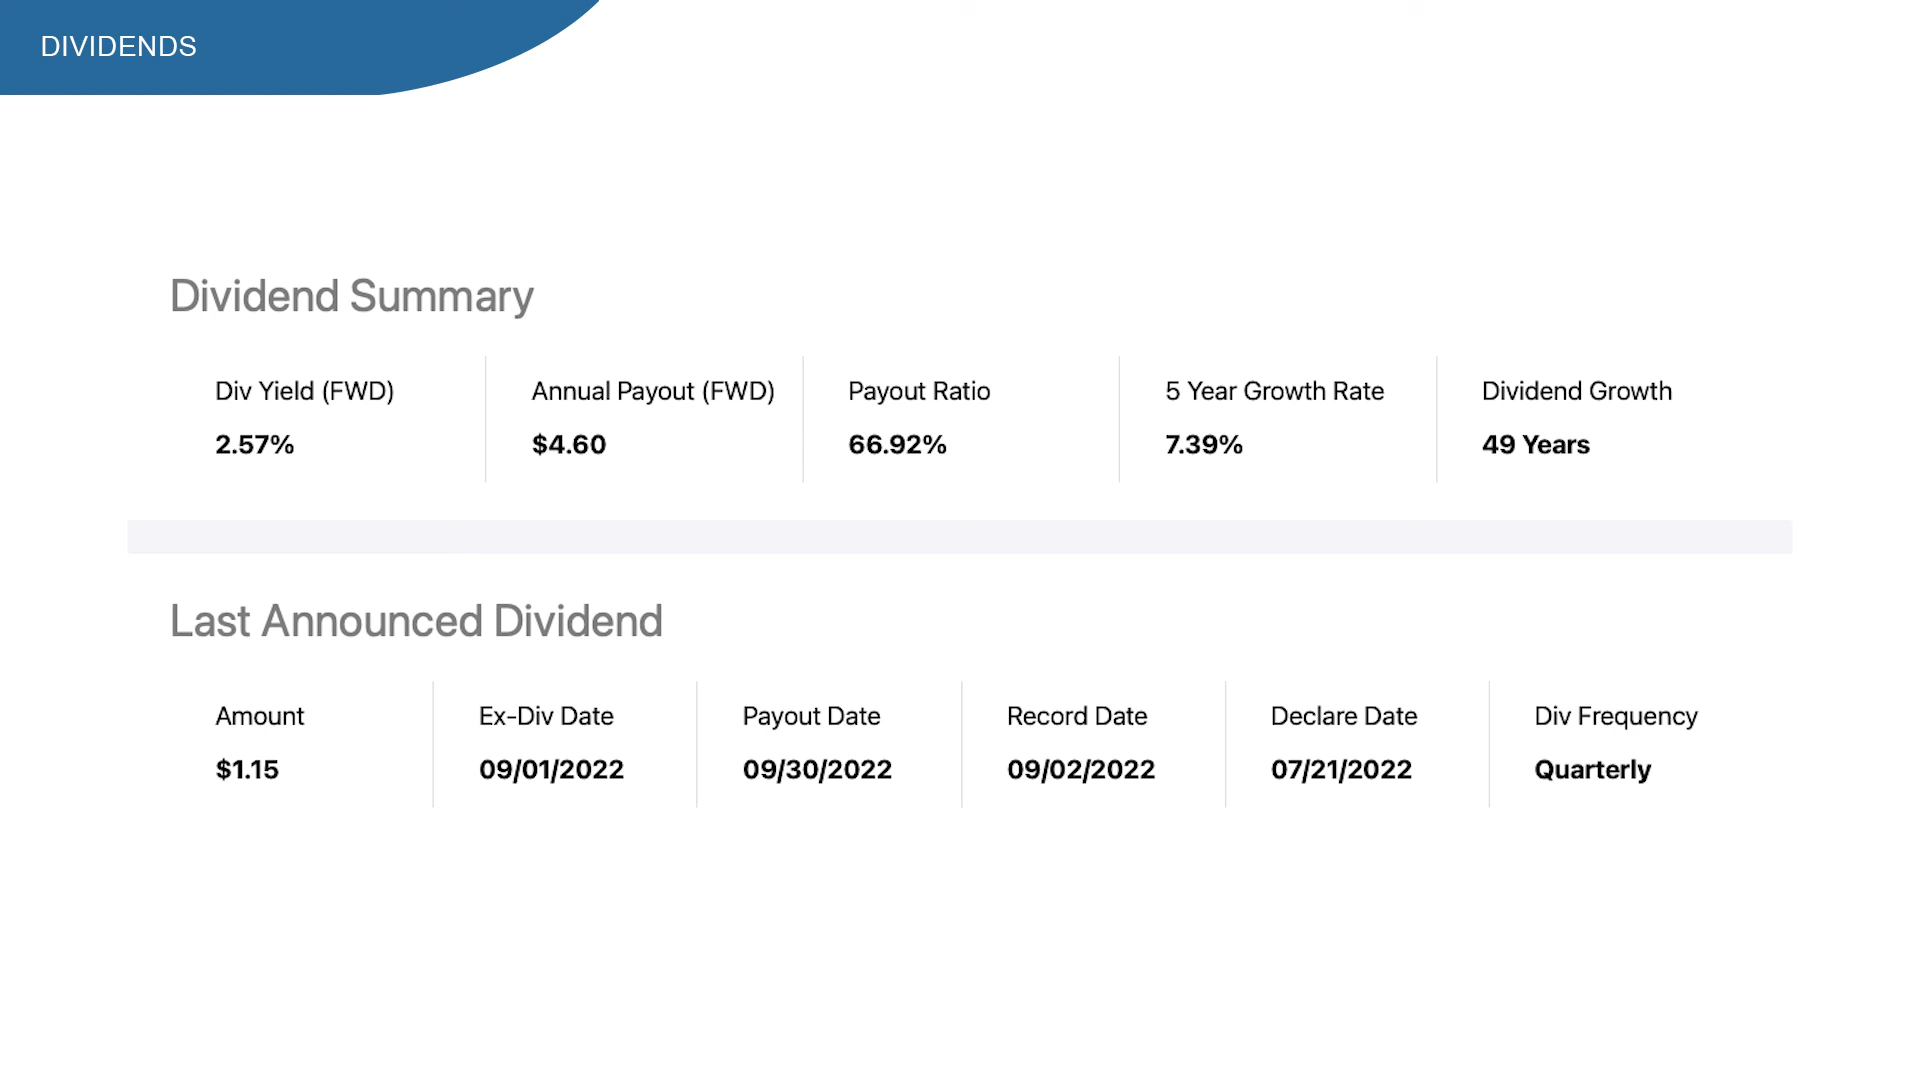 DIVIDENDS
Dividend Summary
Div Yield (FWD) Annual Payout (FWD) Payout Ratio 5 Year Growth Rate Dividend Growth
2.57% $4.60 66.92% 7.39% 49 Years
Last Announced Dividend
Amount Ex-Div Date Payout Date Record Date Declare Date Div Frequency
$1.15 09/01/2022 09/30/2022 09/02/2022 07/21/2022 Quarterly